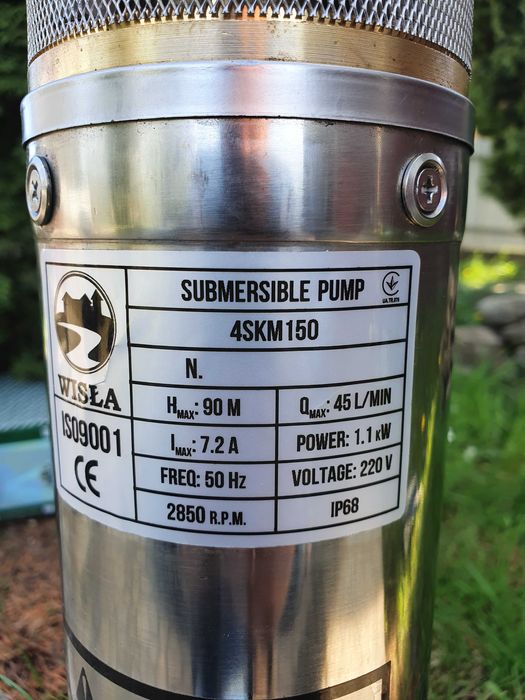 SUBMERSIBLE PUMP
4SKM150
N.
WISŁA
ISO9001
CE
HMAX: 90 M
QMAX: 45 L/MIN
IMAX: 7.2 A
POWER: 1.1 KW
FREQ: 50 Hz
VOLTAGE: 220 V
2850 R.P.M.
IP68